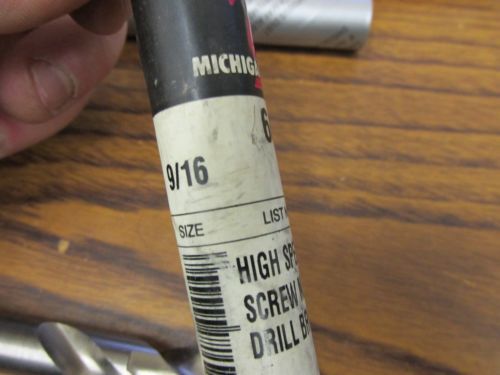 MICHIGA
9/16 6
SIZE LIST
HIGH SPE
SCREW
DRILL B